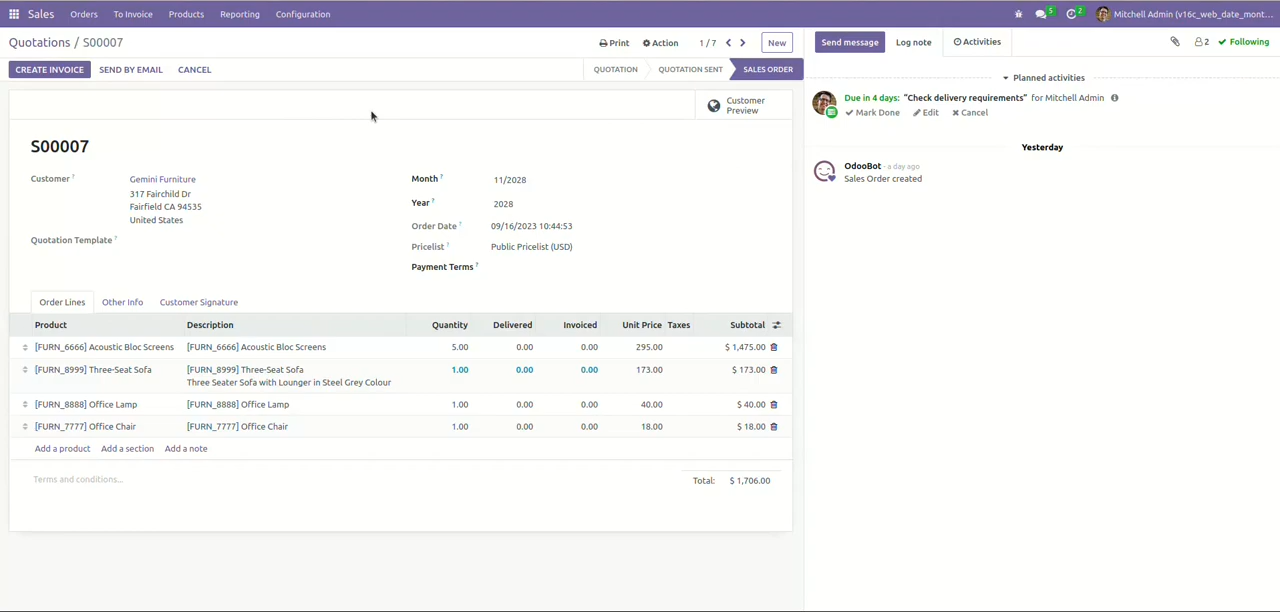 Sales Orders To Invoice Products Reporting Configuration 5 2 Mitchell Admin (v16c_web_date_mont...
Quotations / S00007 Print Action 1 / 7 New Send message Log note Activities 2 Following
CREATE INVOICE SEND BY EMAIL CANCEL QUOTATION QUOTATION SENT SALES ORDER
Planned activities
Customer Preview
Due in 4 days: "Check delivery requirements" for Mitchell Admin
Mark Done Edit Cancel
Yesterday
OdooBot - a day ago
Sales Order created
S00007
Customer ? Gemini Furniture
317 Fairchild Dr
Fairfield CA 94535
United States
Quotation Template ?
Month ? 11/2028
Year ? 2028
Order Date ? 09/16/2023 10:44:53
Pricelist ? Public Pricelist (USD)
Payment Terms ?
Order Lines Other Info Customer Signature
Product Description Quantity Delivered Invoiced Unit Price Taxes Subtotal
[FURN_6666] Acoustic Bloc Screens [FURN_6666] Acoustic Bloc Screens 5.00 0.00 0.00 295.00 $ 1,475.00
[FURN_8999] Three-Seat Sofa [FURN_8999] Three-Seat Sofa 1.00 0.00 0.00 173.00 $ 173.00
Three Seater Sofa with Lounger in Steel Grey Colour
[FURN_8888] Office Lamp [FURN_8888] Office Lamp 1.00 0.00 0.00 40.00 $ 40.00
[FURN_7777] Office Chair [FURN_7777] Office Chair 1.00 0.00 0.00 18.00 $ 18.00
Add a product Add a section Add a note
Terms and conditions...
Total: $ 1,706.00